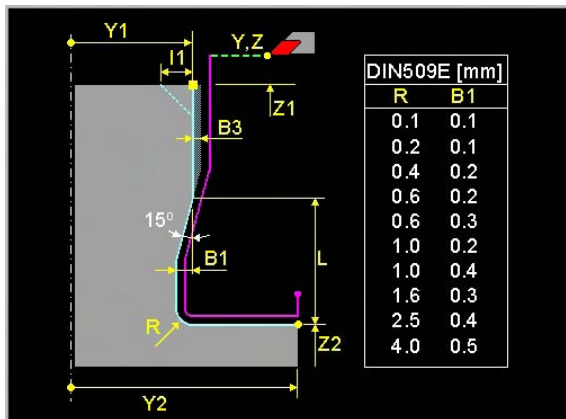 Y1
I1
Y,Z
Z1
B3
15°
B1
L
R
Z2
Y2
DIN509E [mm]
R B1
0.1 0.1
0.2 0.1
0.4 0.2
0.6 0.2
0.6 0.3
1.0 0.2
1.0 0.4
1.6 0.3
2.5 0.4
4.0 0.5